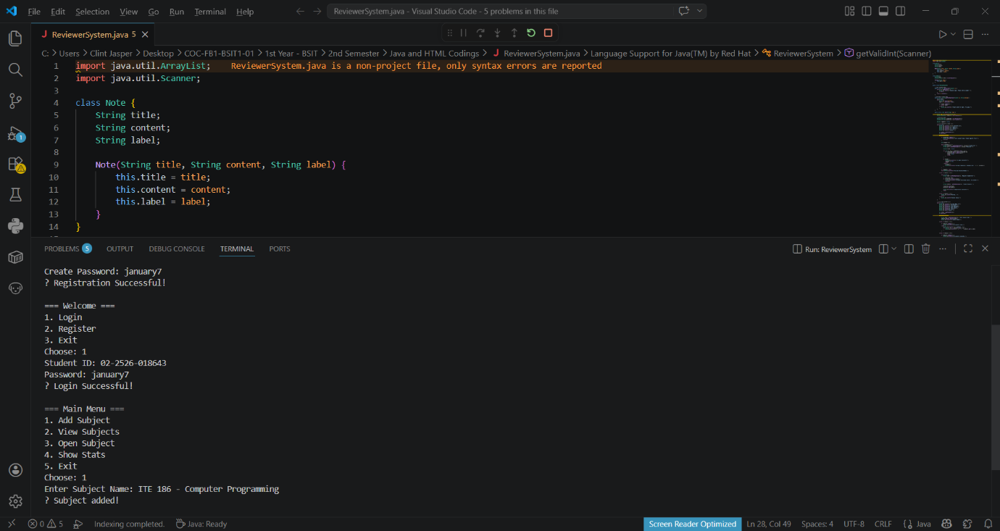 File Edit Selection View Go Run Terminal Help
ReviewerSystem.java - Visual Studio Code - 5 problems in this file
J ReviewerSystem.java 5
C: > Users > Clint Jasper > Desktop > COC-FB1-BSIT1-01 > 1st Year - BSIT > 2nd Semester > Java and HTML Codings > J ReviewerSystem.java > Language Support for Java(TM) by Red Hat > ReviewerSystem > getValidInt(Scanner)
1 import java.util.ArrayList; ReviewerSystem.java is a non-project file, only syntax errors are reported
2 import java.util.Scanner;
3
4 class Note {
5 String title;
6 String content;
7 String label;
8
9 Note(String title, String content, String label) {
10 this.title = title;
11 this.content = content;
12 this.label = label;
13 }
14 }
PROBLEMS 5 OUTPUT DEBUG CONSOLE TERMINAL PORTS
Run: ReviewerSystem
Create Password: january7
? Registration Successful!
=== Welcome ===
1. Login
2. Register
3. Exit
Choose: 1
Student ID: 02-2526-018643
Password: january7
? Login Successful!
=== Main Menu ===
1. Add Subject
2. View Subjects
3. Open Subject
4. Show Stats
5. Exit
Choose: 1
Enter Subject Name: ITE 186 - Computer Programming
? Subject added!
1
0 5 Indexing completed. Java: Ready
Screen Reader Optimized Ln 28, Col 49 Spaces: 4 UTF-8 CRLF {} Java